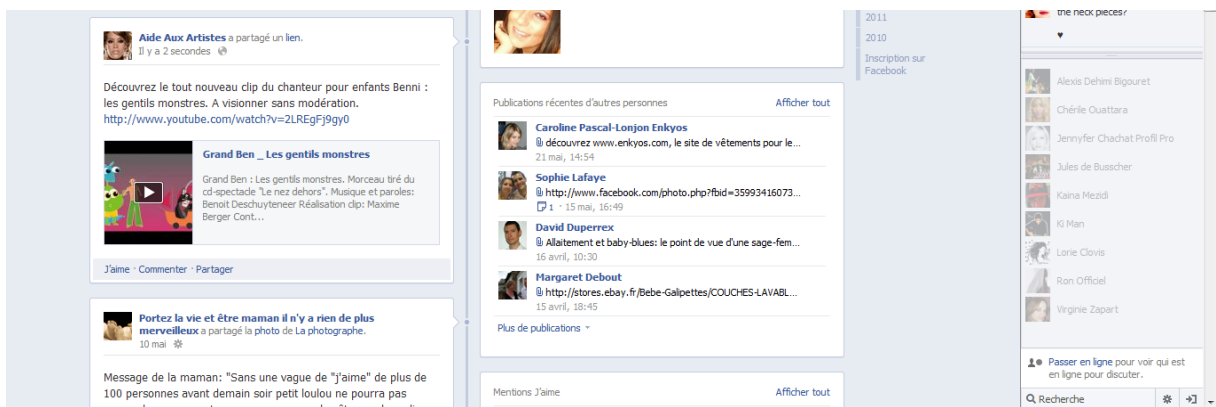 Aide Aux Artistes a partagé un lien.
Il y a 2 secondes
Découvrez le tout nouveau clip du chanteur pour enfants Benni :
les gentils monstres. A visionner sans modération.
http://www.youtube.com/watch?v=2LREgFj9gy0
Grand Ben _ Les gentils monstres
Grand Ben : Les gentils monstres. Morceau tiré du
cd-spectacle "Le nez dehors". Musique et paroles:
Benoit Deschuyteneer Réalisation clip: Maxime
Berger Cont...
J'aime · Commenter · Partager
Portez la vie et être maman il n'y a rien de plus
merveilleux a partagé la photo de La photographe.
10 mai
Message de la maman: "Sans une vague de "j'aime" de plus de
100 personnes avant demain soir petit loulou ne pourra pas
Publications récentes d'autres personnes
Afficher tout
Caroline Pascal-Lonjon Enkyos
découvrez www.enkyos.com, le site de vêtements pour le...
21 mai, 14:54
Sophie Lafaye
http://www.facebook.com/photo.php?fbid=35993416073...
1 · 15 mai, 16:49
David Duperrex
Allaitement et baby-blues: le point de vue d'une sage-fem...
16 avril, 10:30
Margaret Debout
http://stores.ebay.fr/Bebe-Galipettes/COUCHES-LAVABL...
15 avril, 18:45
Plus de publications
Mentions J'aime
Afficher tout
2011
2010
Inscription sur
Facebook
the neck pieces?
♥
Alexis Dehimi Bigouret
Chérile Ouattara
Jennyfer Chachat Profil Pro
Jules de Busscher
Kaina Mezidi
Ki Man
Lorie Clovis
Ron Officiel
Virginie Zapart
Passer en ligne pour voir qui est
en ligne pour discuter.
Recherche